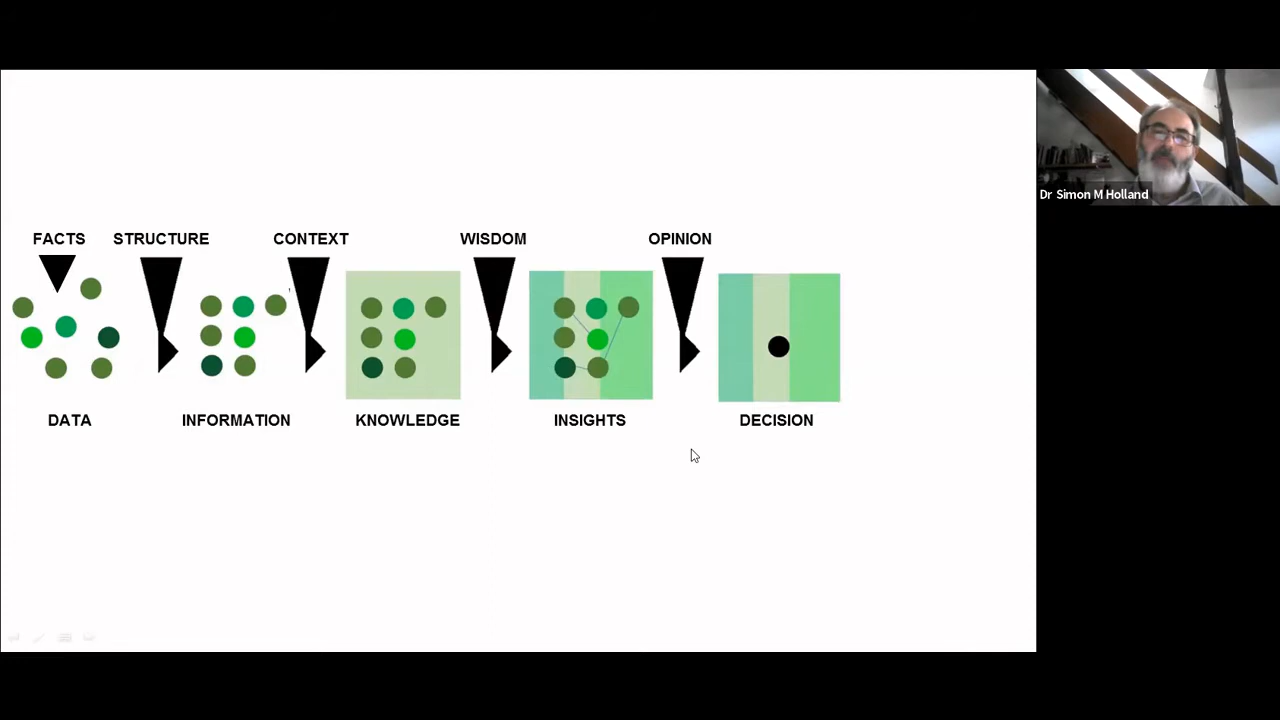 Dr Simon M Holland
FACTS STRUCTURE CONTEXT WISDOM OPINION
DATA INFORMATION KNOWLEDGE INSIGHTS DECISION